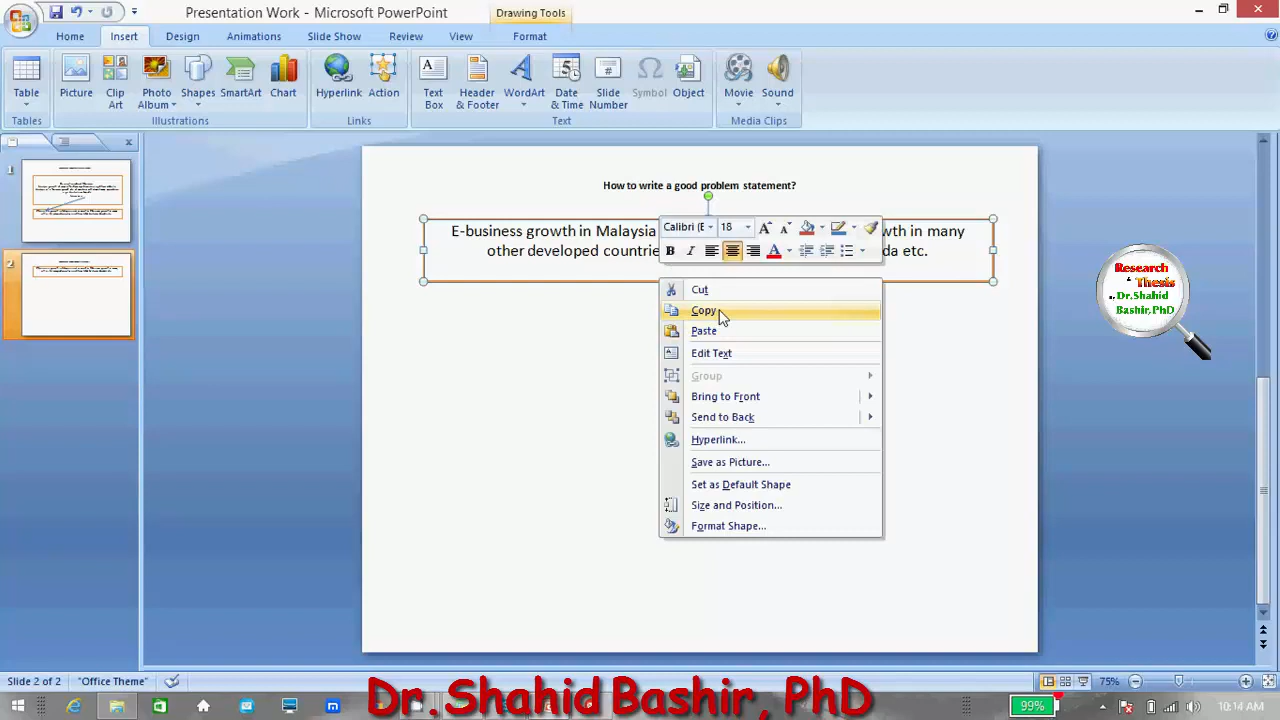 Presentation Work - Microsoft PowerPoint
Drawing Tools
Home
Insert
Design
Animations
Slide Show
Review
View
Format
Table
Picture
Clip
Art
Photo
Album
Shapes
SmartArt
Chart
Hyperlink
Action
Text
Box
Header
& Footer
WordArt
Date
& Time
Slide
Number
Symbol
Object
Movie
Sound
Tables
Illustrations
Links
Text
Media Clips
1
2
How to write a good problem statement?
E-business growth in Malaysia
wth in many
other developed countrie
da etc.
Calibri (E
18
B
I
A
Cut
Copy
Paste
Edit Text
Group
Bring to Front
Send to Back
Hyperlink...
Save as Picture...
Set as Default Shape
Size and Position...
Format Shape...
Research
Thesis
Dr.Shahid
Bashir,PhD
Slide 2 of 2
"Office Theme"
75%
Dr.Shahid Bashir, PhD
99%
10:14 AM